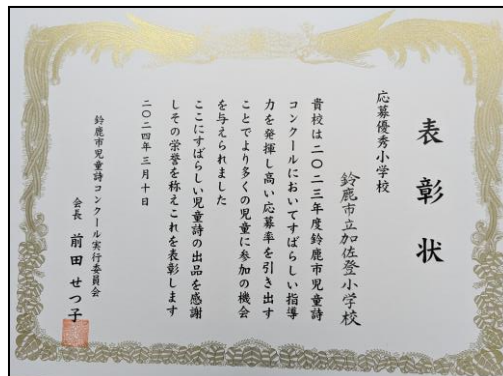 表彰状
応募優秀小学校
鈴鹿市立加佐登小学校
貴校は二〇二三年度鈴鹿市児童詩
コンクールにおいてすばらしい指導
力を発揮し高い応募率を引き出す
ことでより多くの児童に参加の機会
を与えられました
ここにすばらしい児童詩の出品を感謝
しその栄誉を称えこれを表彰します
二〇二四年三月十日
鈴鹿市児童詩コンクール実行委員会
会長 前田せつ子